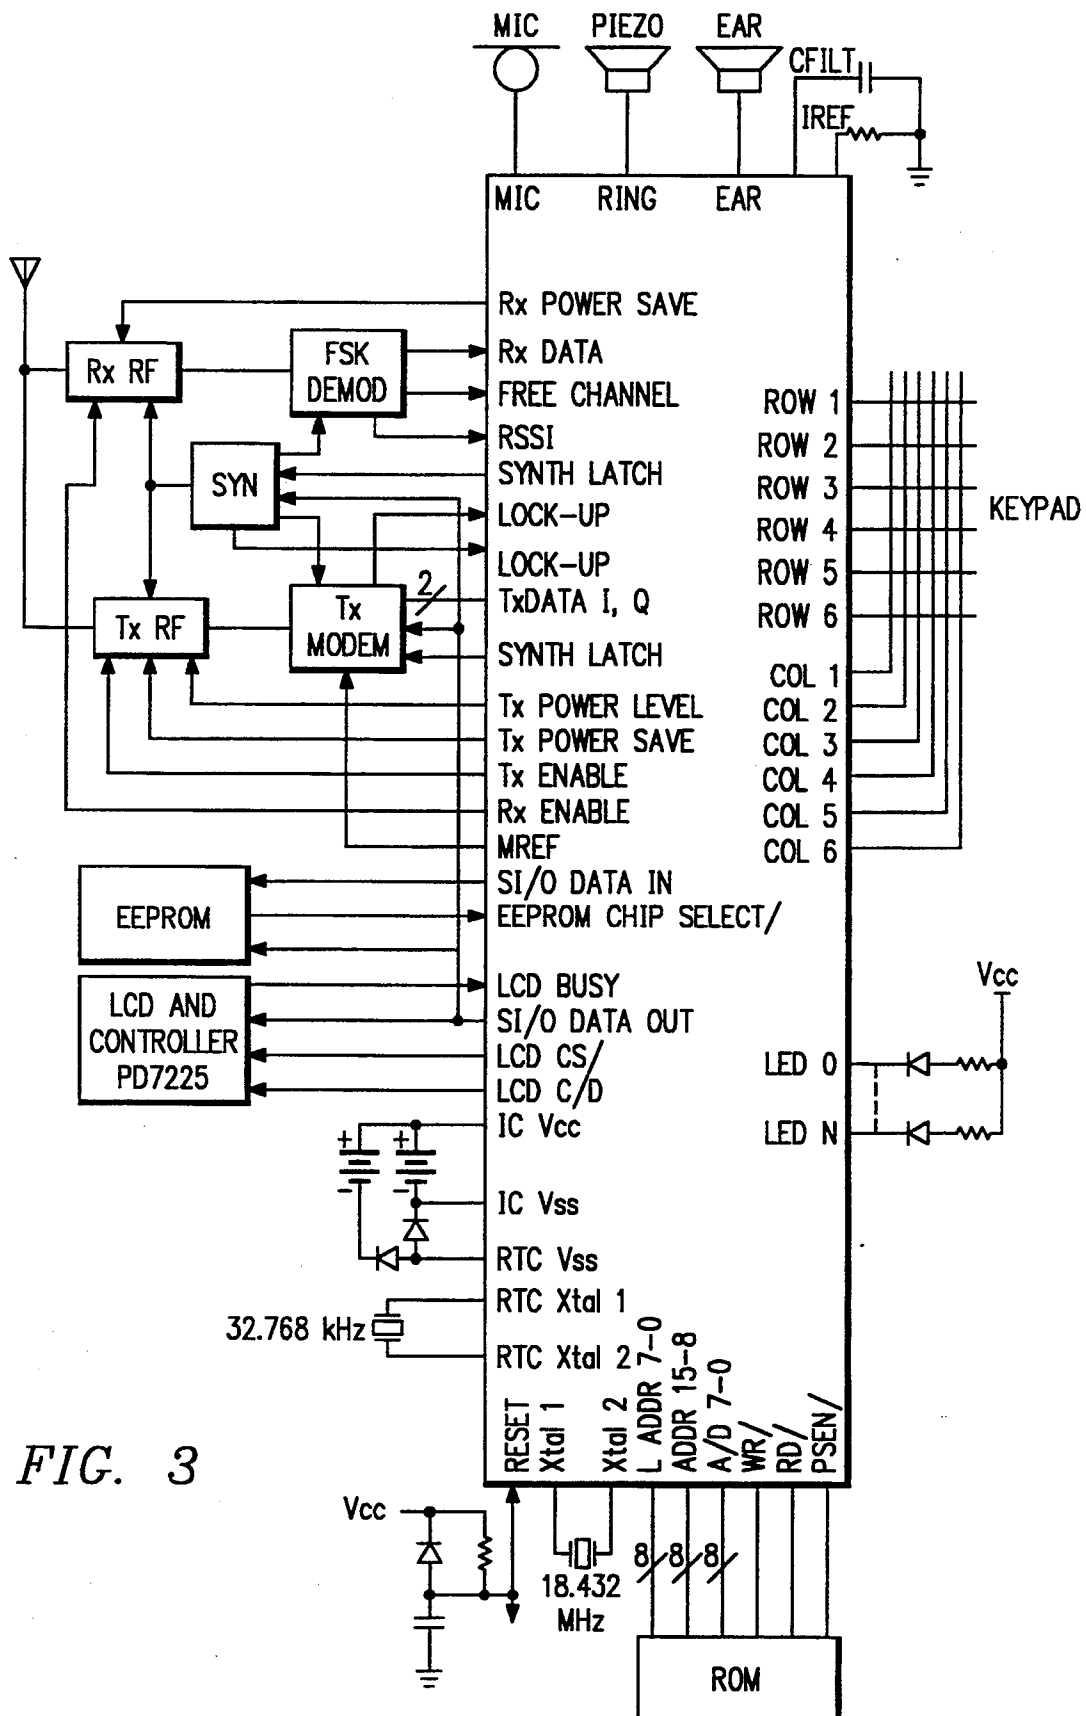 MIC PIEZO EAR
CFILT
IREF
MIC RING EAR
Rx POWER SAVE
Rx RF
FSK DEMOD
Rx DATA
FREE CHANNEL
RSSI
SYN
SYNTH LATCH
LOCK-UP
LOCK-UP
2
TxDATA I, Q
Tx RF
Tx MODEM
SYNTH LATCH
Tx POWER LEVEL
Tx POWER SAVE
Tx ENABLE
Rx ENABLE
MREF
ROW 1
ROW 2
ROW 3
ROW 4
ROW 5
ROW 6
KEYPAD
COL 1
COL 2
COL 3
COL 4
COL 5
COL 6
EEPROM
SI/O DATA IN
EEPROM CHIP SELECT/
LCD AND
CONTROLLER
PD7225
LCD BUSY
SI/O DATA OUT
LCD CS/
LCD C/D
Vcc
LED 0
LED N
IC Vcc
+ +
- -
IC Vss
RTC Vss
RTC Xtal 1
32.768 kHz
RTC Xtal 2
RESET
Xtal 1
Xtal 2
L ADDR 7-0
ADDR 15-8
A/D 7-0
WR/
RD/
PSEN/
FIG. 3
Vcc
18.432
MHz
8 8 8
ROM